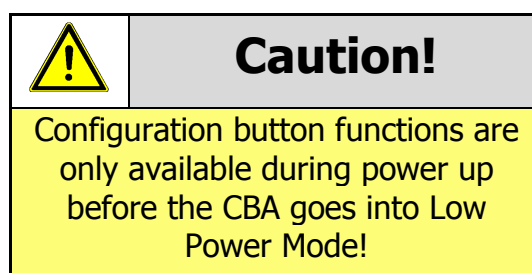 Caution!
Configuration button functions are
only available during power up
before the CBA goes into Low
Power Mode!